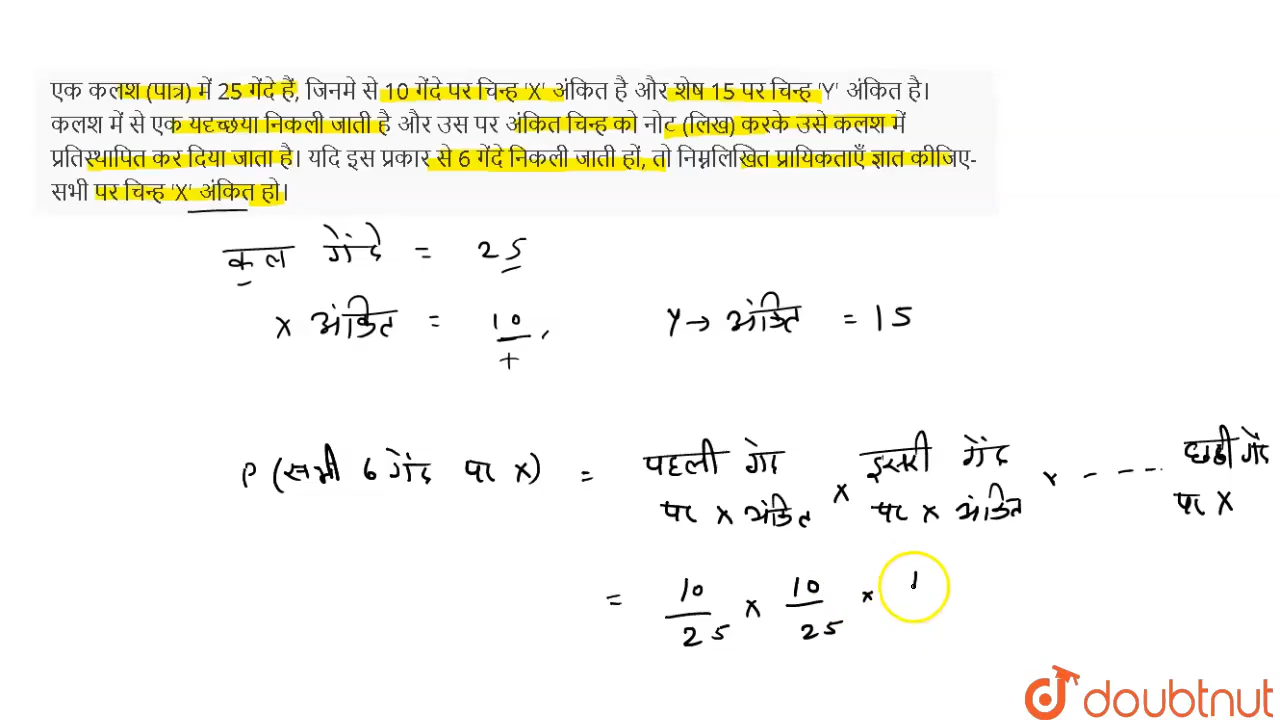 एक कलश (पात्र) में 25 गेंदे हैं, जिनमे से 10 गेंदे पर चिन्ह 'X' अंकित है और शेष 15 पर चिन्ह 'Y' अंकित है।
कलश में से एक यदृच्छया निकली जाती है और उस पर अंकित चिन्ह को नोट (लिख) करके उसे कलश में
प्रतिस्थापित कर दिया जाता है। यदि इस प्रकार से 6 गेंदे निकली जाती हों, तो निम्नलिखित प्रायिकताएँ ज्ञात कीजिए-
सभी पर चिन्ह 'X' अंकित हो।
कुल गेंदे = 25
X अंकित = 10, Y → अंकित = 15
P (सभी 6 गेंद पर X) = पहली गेंद पर X अंकित × दूसरी गेंद पर X अंकित × - - - - छठी गेंद पर X
= 10/25 × 10/25 × 1
doubtnut